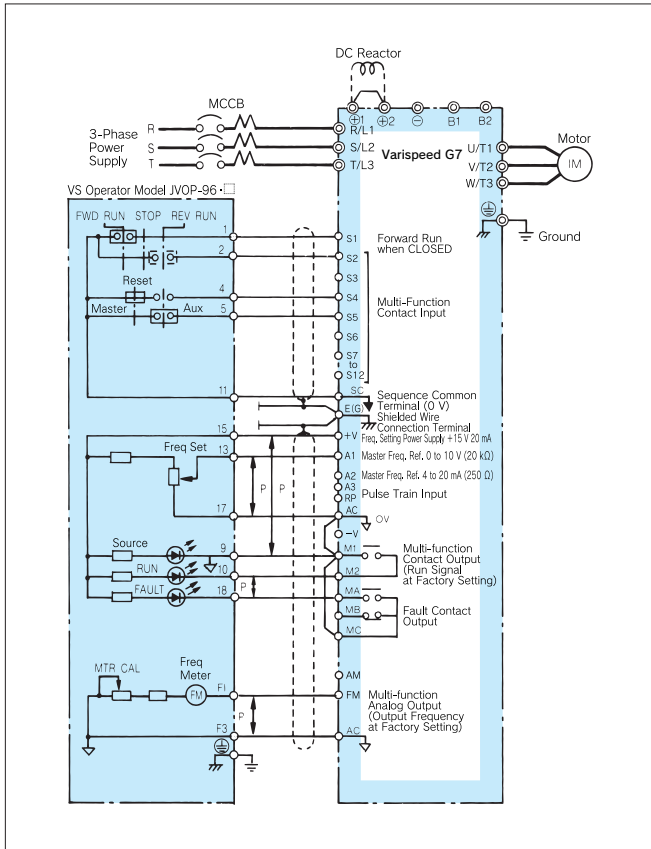 DC Reactor
MCCB
⊕1 ⊕2 ⊖ B1 B2
3-Phase
Power
Supply
R
S
T
R/L1
S/L2
T/L3
Varispeed G7
U/T1
V/T2
W/T3
Motor
IM
Ground
VS Operator Model JVOP-96・□
FWD RUN STOP REV RUN
1
2
Reset
4
Master Aux
5
11
S1
S2
S3
S4
S5
S6
S7
to
S12
Forward Run
when CLOSED
Multi-Function
Contact Input
SC
Sequence Common
Terminal (0 V)
E(G)
Shielded Wire
Connection Terminal
15
+V
Freq. Setting Power Supply +15 V 20 mA
Freq Set
13
A1
Master Freq. Ref. 0 to 10 V (20 kΩ)
P P
A2
Master Freq. Ref. 4 to 20 mA (250 Ω)
A3
RP
Pulse Train Input
17
AC
0V
-V
Source
9
M1
RUN
10
M2
Multi-function
Contact Output
(Run Signal
at Factory Setting)
FAULT
18
P
MA
MB
MC
Fault Contact
Output
MTR CAL
Freq
Meter
FM
F1
P
F3
AM
FM
AC
Multi-function
Analog Output
(Output Frequency
at Factory Setting)